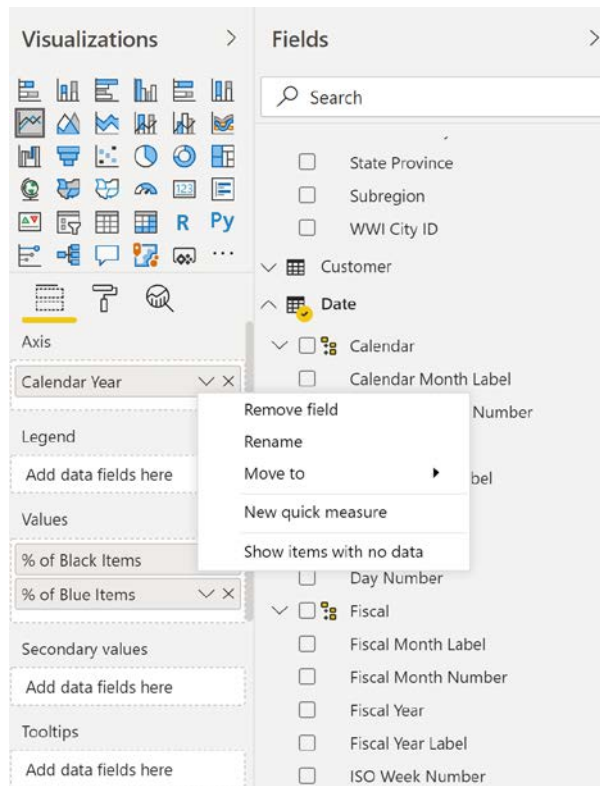 Visualizations
Fields
Search
State Province
Subregion
WWI City ID
Customer
Date
Calendar
Calendar Month Label
Number
bel
Day Number
Fiscal
Fiscal Month Label
Fiscal Month Number
Fiscal Year
Fiscal Year Label
ISO Week Number
123
R
Py
Axis
Calendar Year
Legend
Add data fields here
Values
% of Black Items
% of Blue Items
Secondary values
Add data fields here
Tooltips
Add data fields here
Remove field
Rename
Move to
New quick measure
Show items with no data